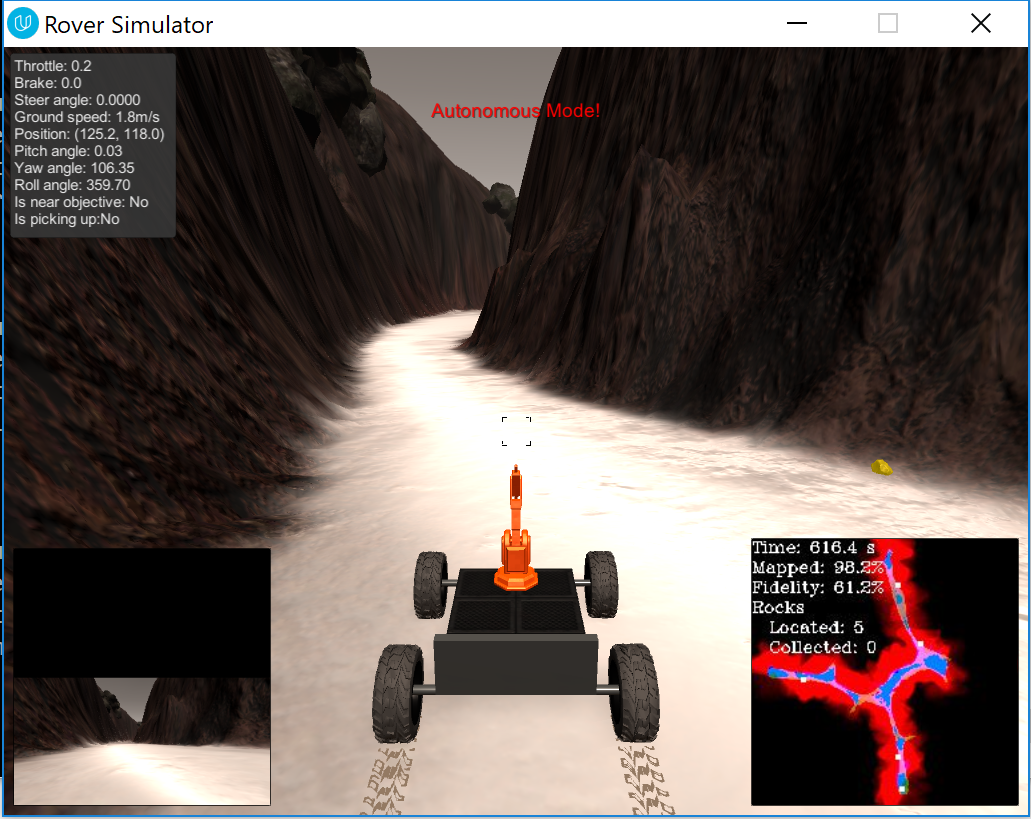 Rover Simulator
Throttle: 0.2
Brake: 0.0
Steer angle: 0.0000
Ground speed: 1.8m/s
Position: (125.2, 118.0)
Pitch angle: 0.03
Yaw angle: 106.35
Roll angle: 359.70
Is near objective: No
Is picking up:No
Autonomous Mode!
Time: 616.4 s
Mapped: 98.2%
Fidelity: 61.2%
Rocks
Located: 5
Collected: 0